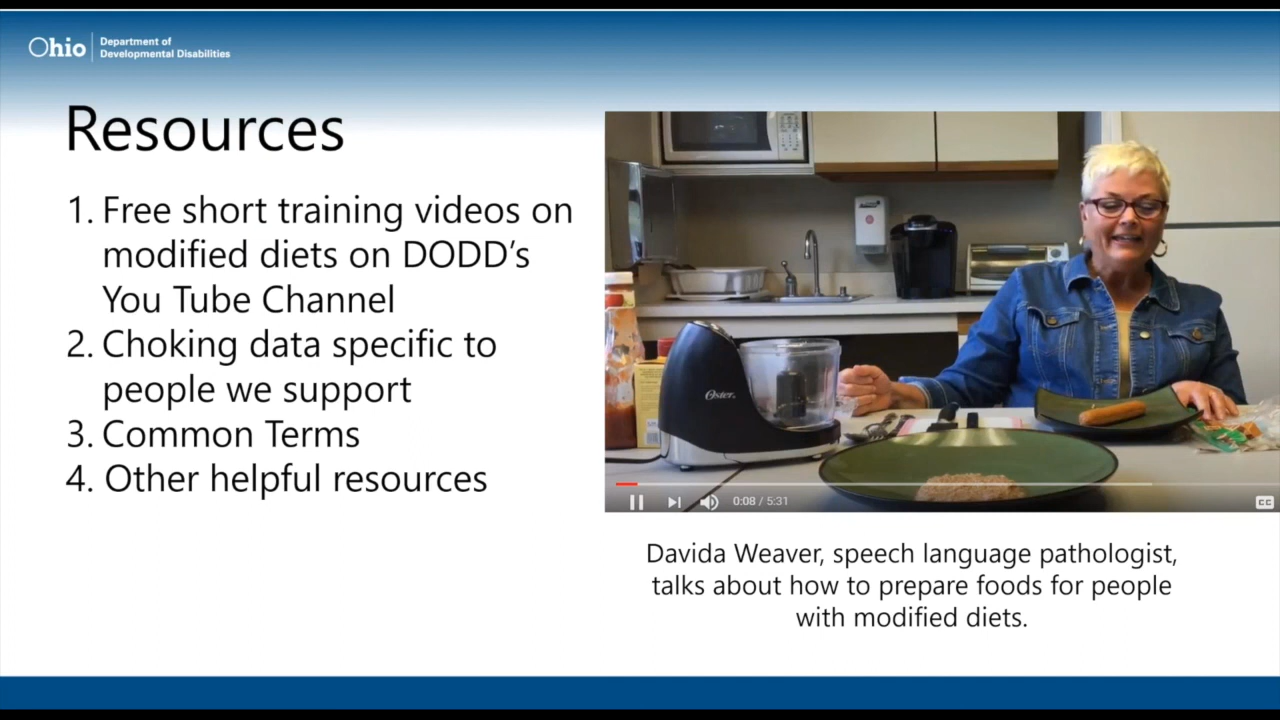 Ohio
Department of
Developmental Disabilities
Resources
1. Free short training videos on
modified diets on DODD's
You Tube Channel
2. Choking data specific to
people we support
3. Common Terms
4. Other helpful resources
Oster
0:08 / 5:31
CC
Davida Weaver, speech language pathologist,
talks about how to prepare foods for people
with modified diets.